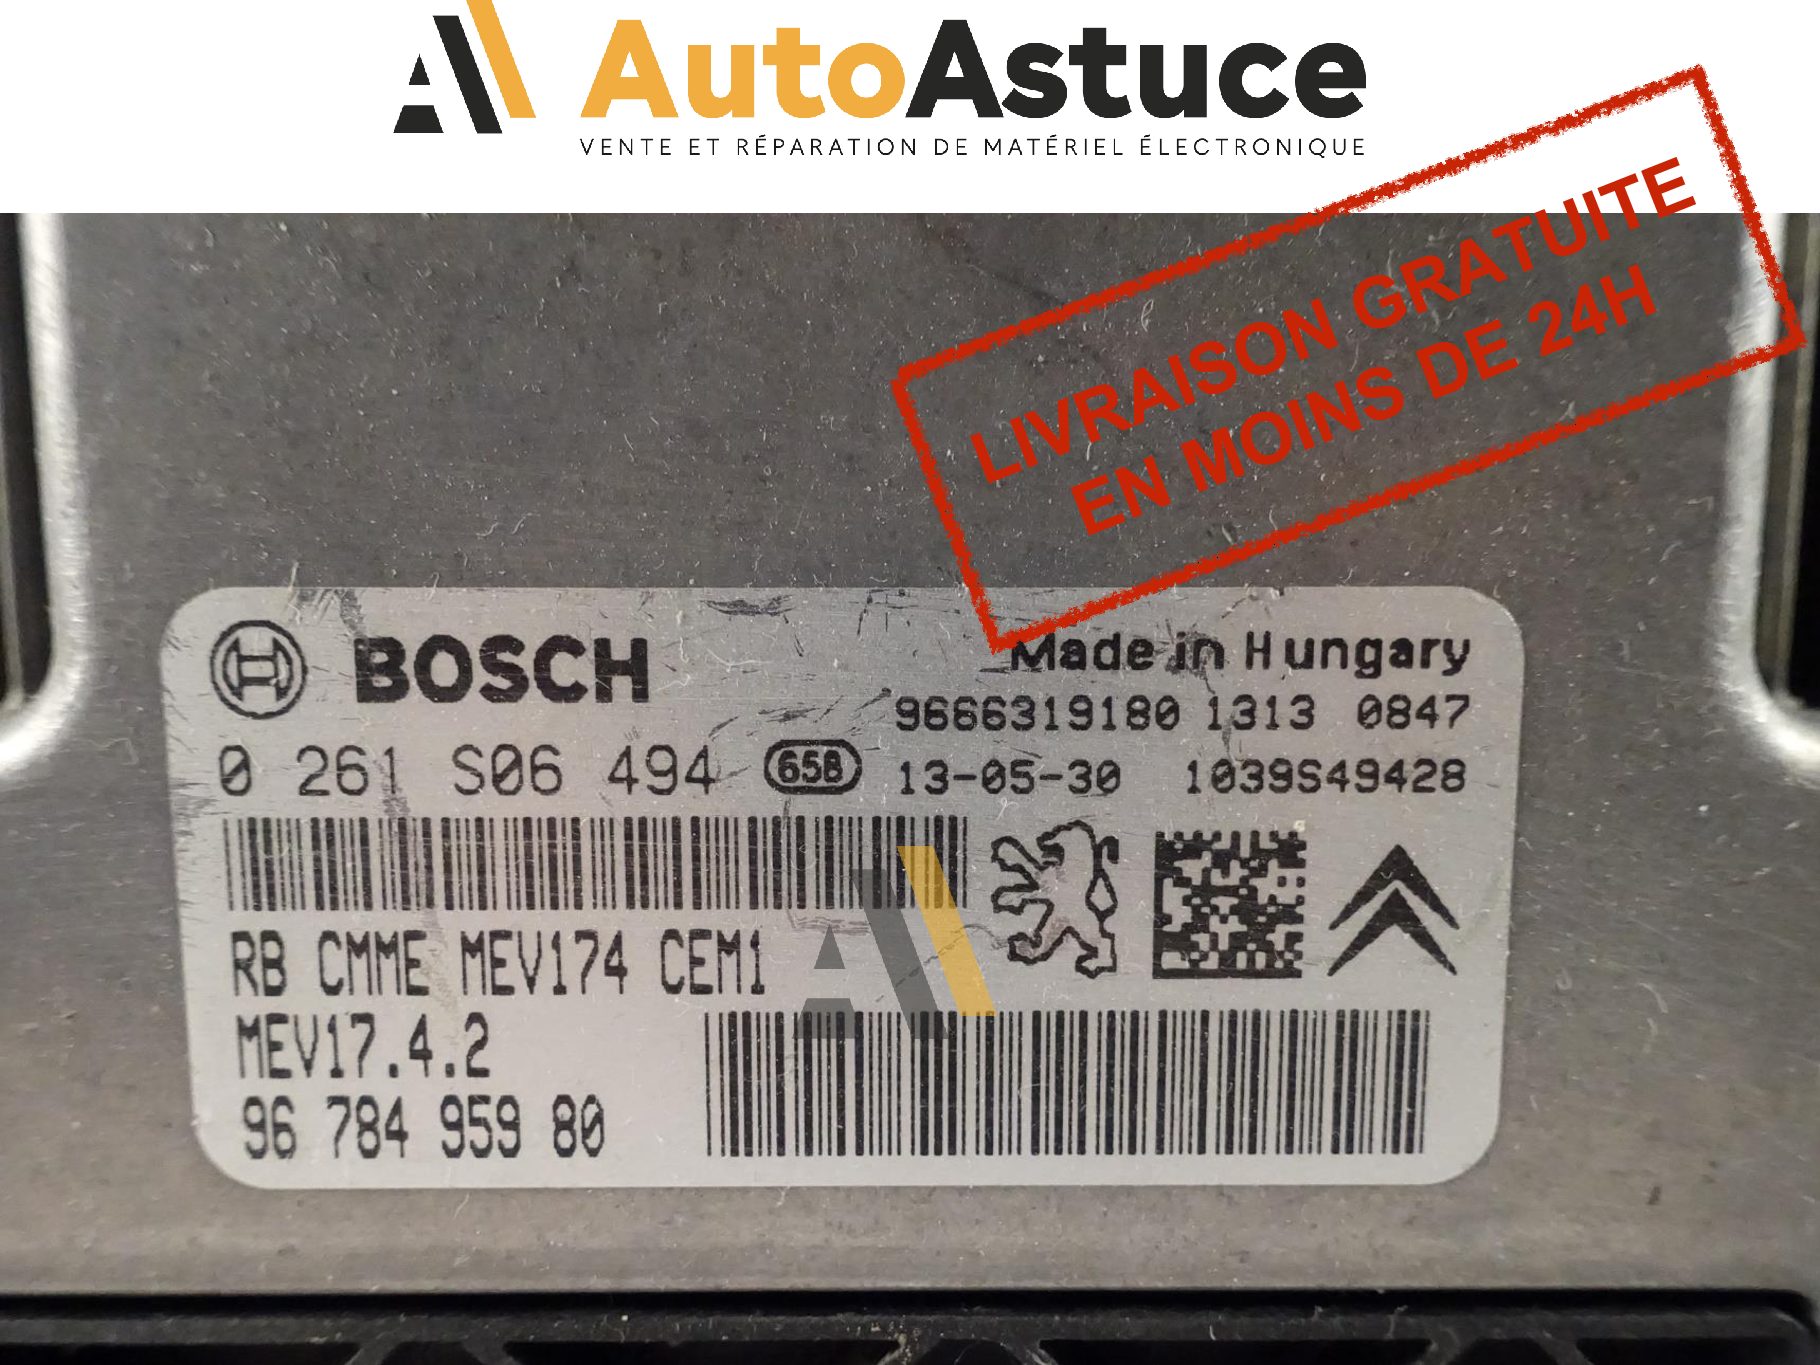 AutoAstuce
VENTE ET RÉPARATION DE MATÉRIEL ÉLECTRONIQUE
LIVRAISON GRATUITE
EN MOINS DE 24H
BOSCH
Made in Hungary
9666319180 1313 0847
0 261 S06 494 65B
13-05-30 1039S49428
RB CMME MEV174 CEM1
MEV17.4.2
96 784 959 80